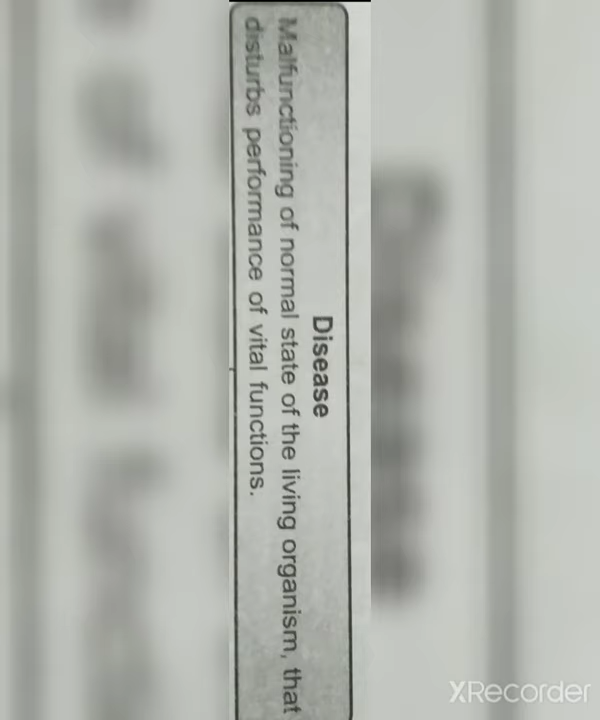 Disease
Malfunctioning of normal state of the living organism, that
disturbs performance of vital functions.
XRecorder